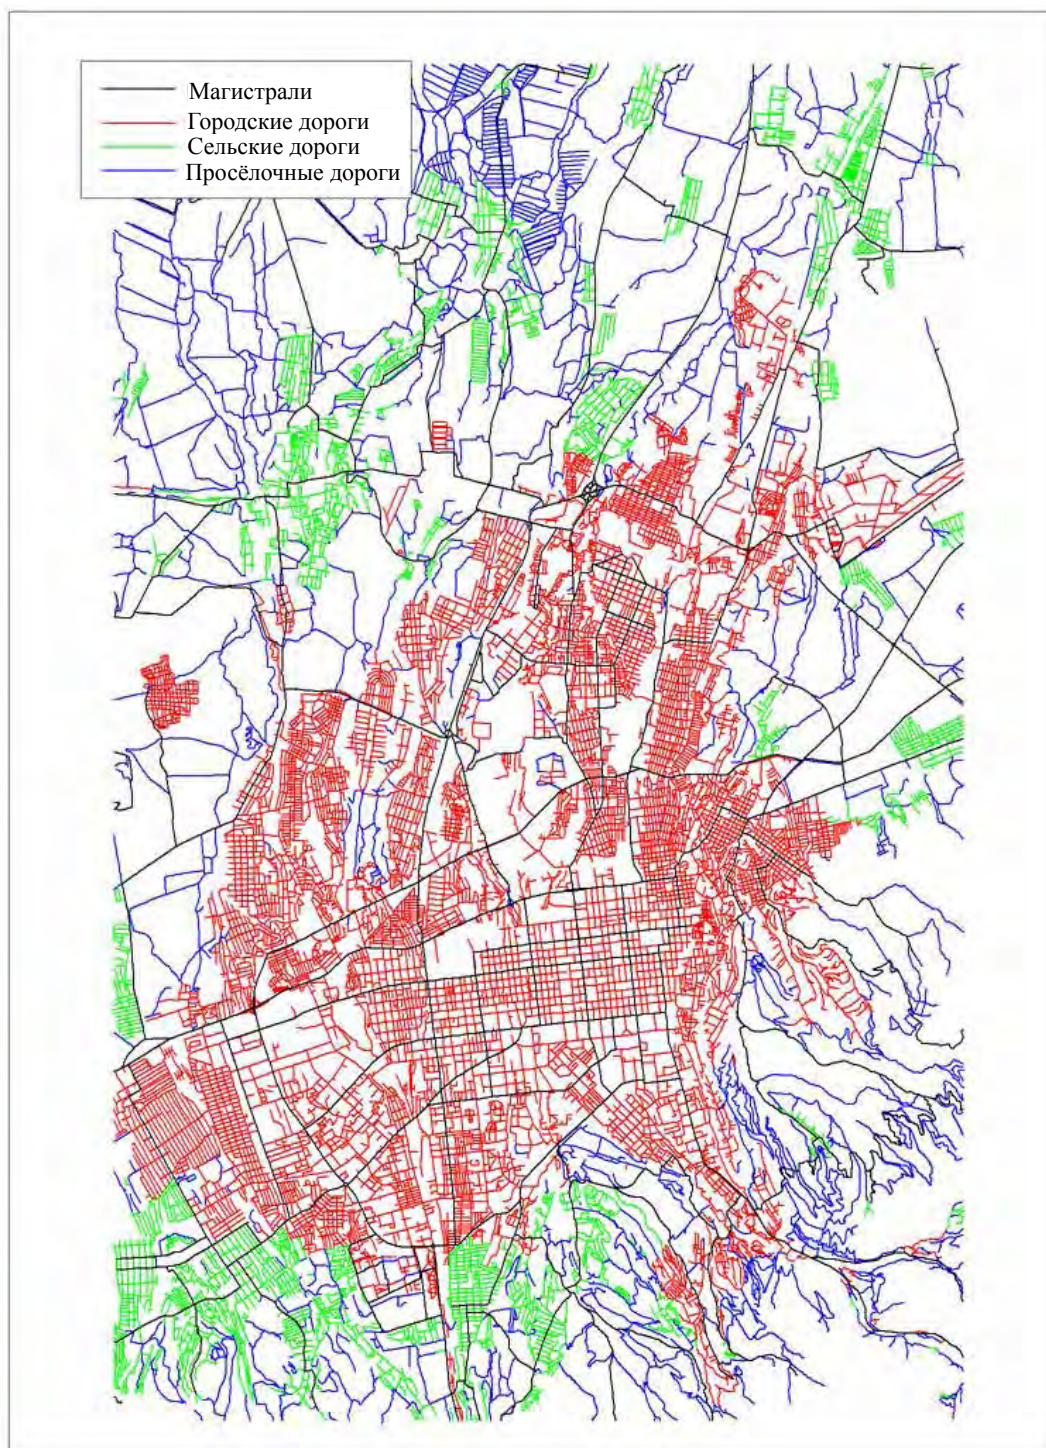 Магистрали
Городские дороги
Сельские дороги
Просёлочные дороги